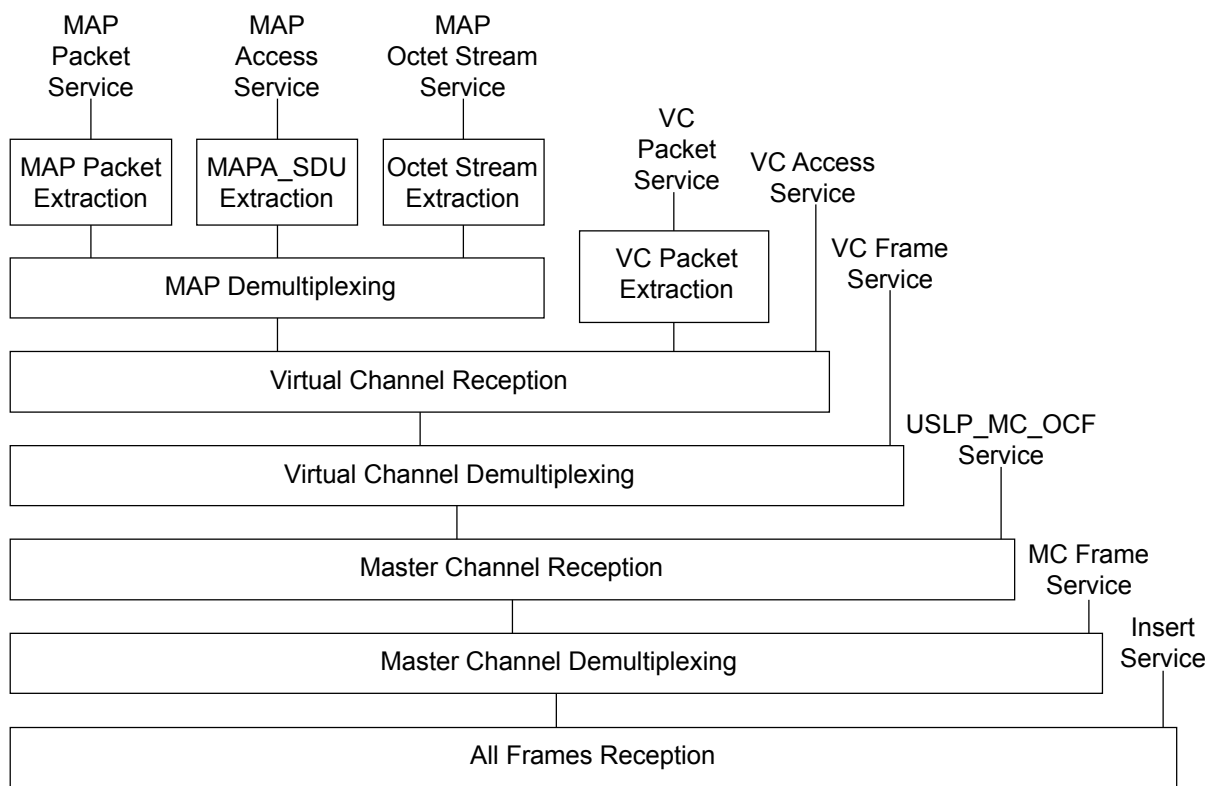 MAP
Packet
Service
MAP
Access
Service
MAP
Octet Stream
Service
VC
Packet
Service
VC Access
Service
VC Frame
Service
USLP_MC_OCF
Service
MC Frame
Service
Insert
Service
MAP Packet
Extraction
MAPA_SDU
Extraction
Octet Stream
Extraction
VC Packet
Extraction
MAP Demultiplexing
Virtual Channel Reception
Virtual Channel Demultiplexing
Master Channel Reception
Master Channel Demultiplexing
All Frames Reception